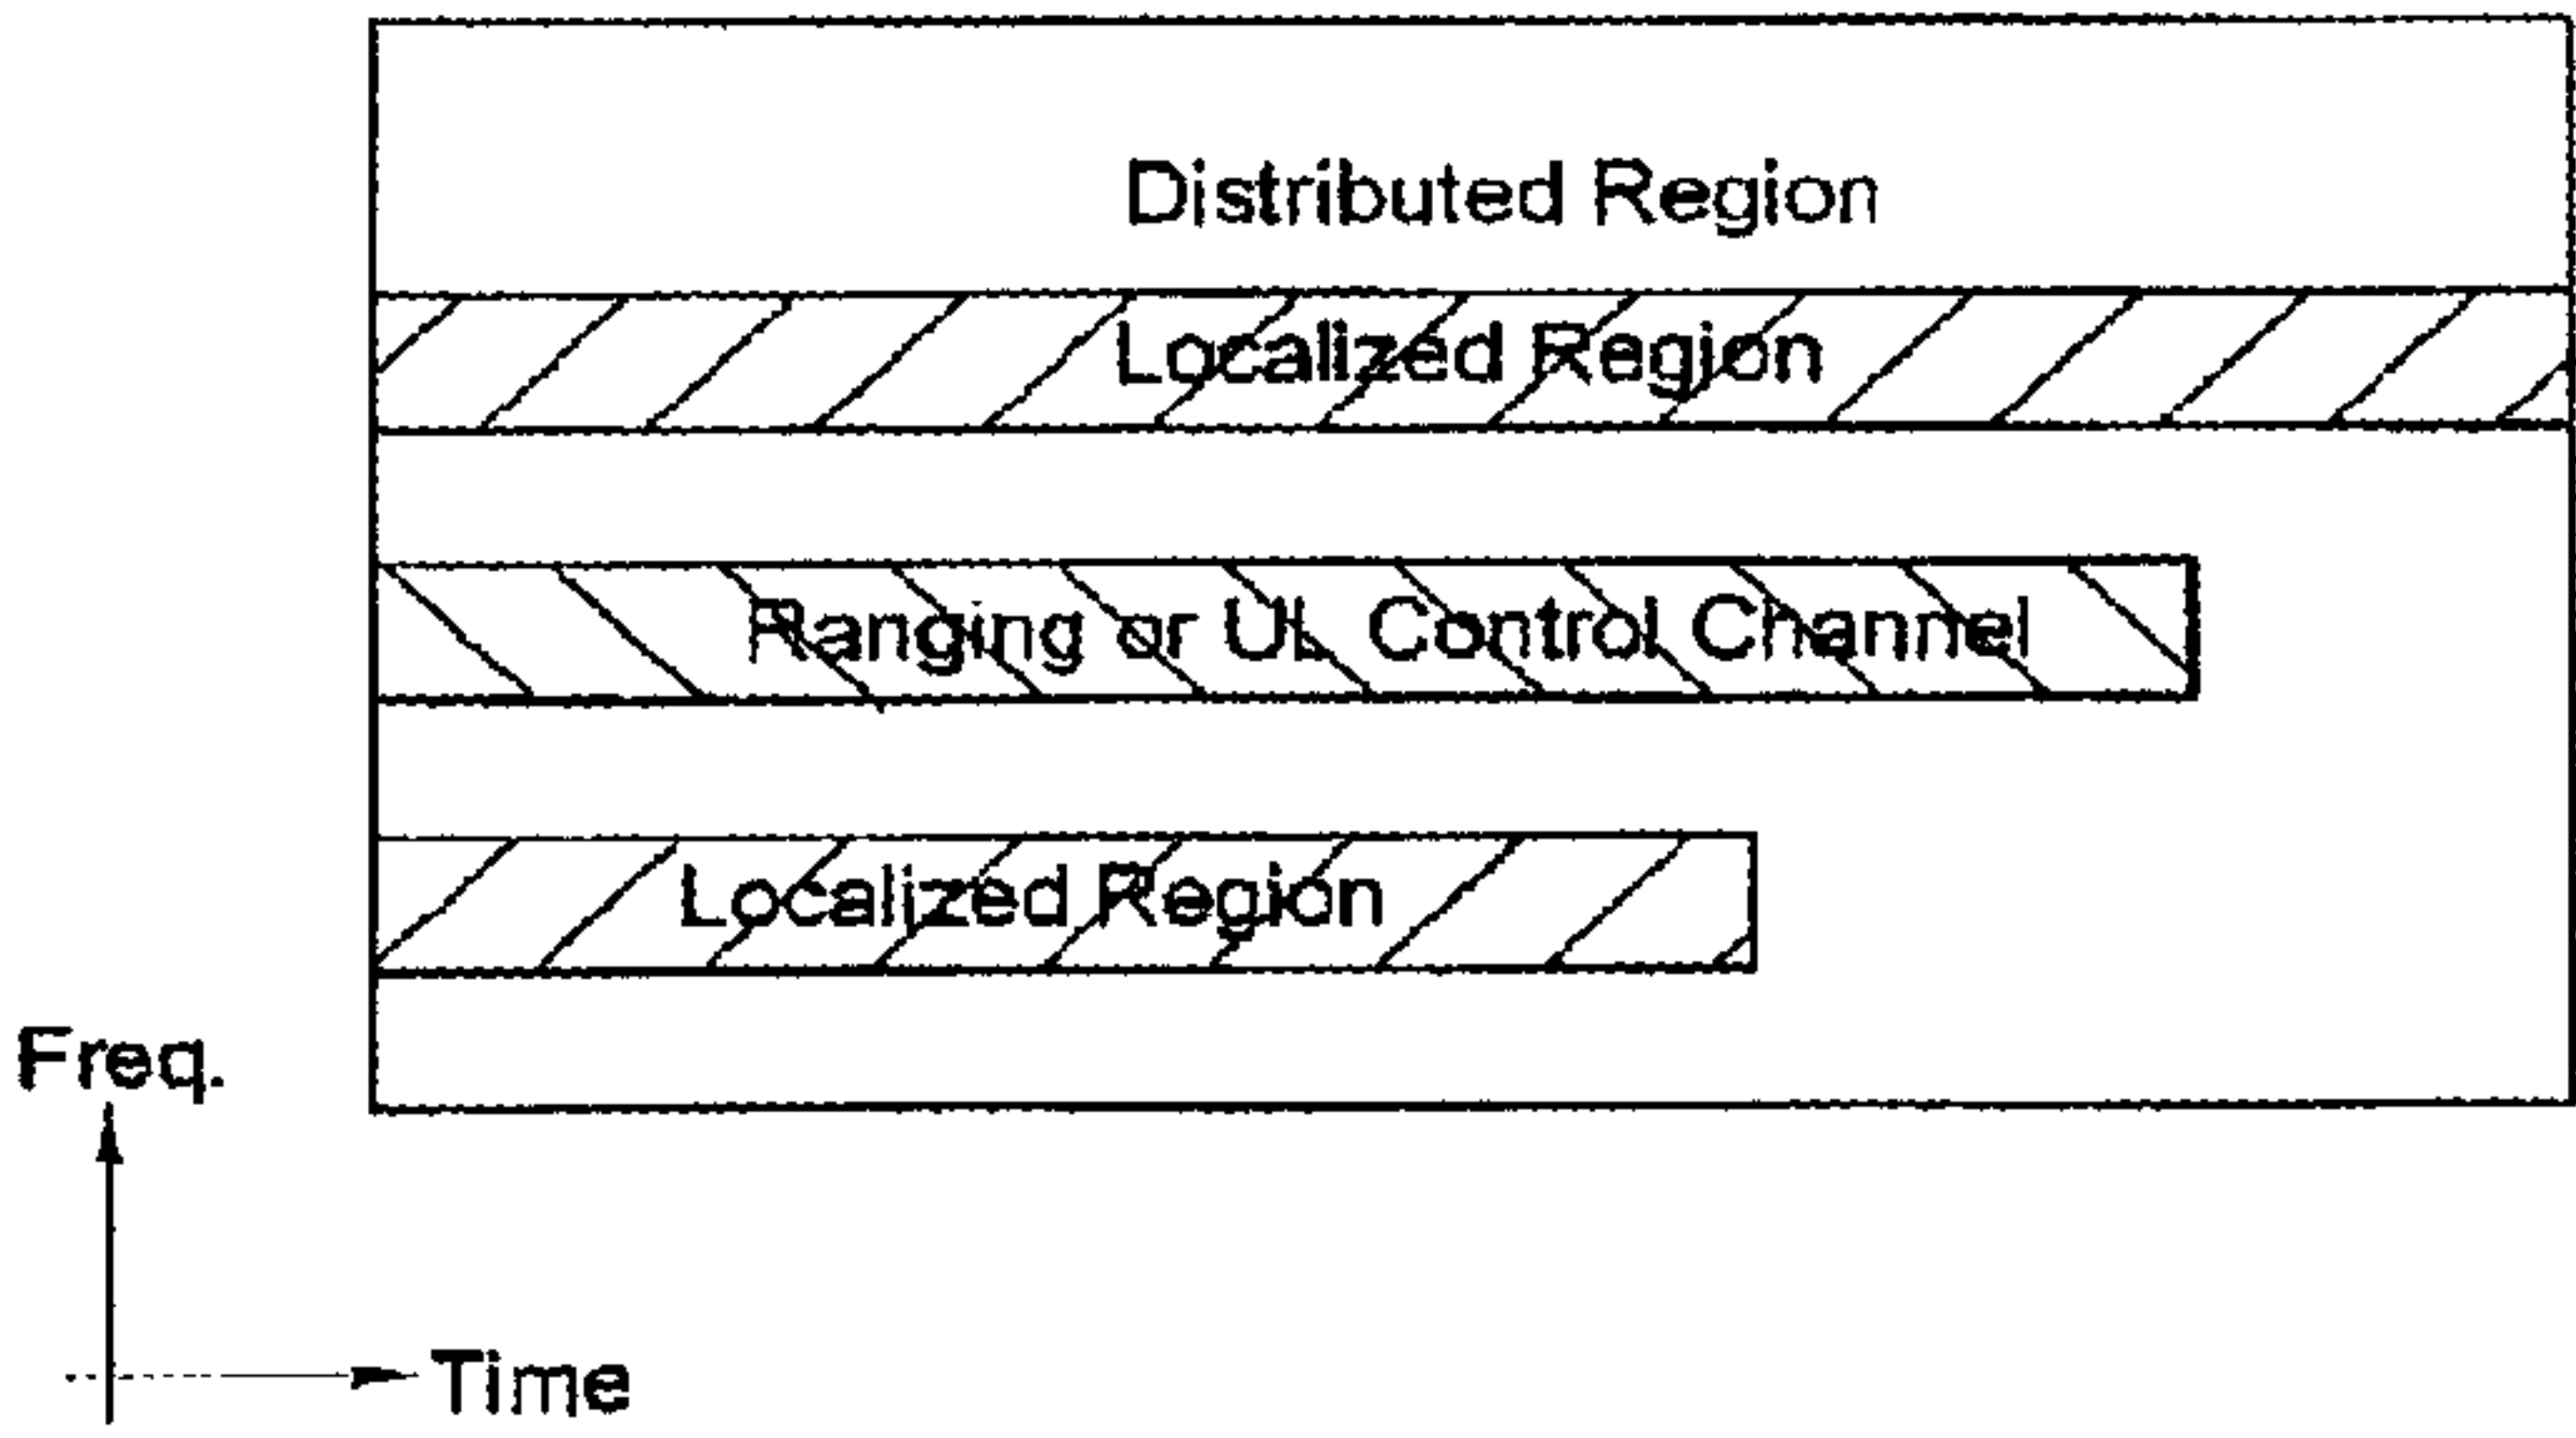 Distributed Region
Localized Region
Ranging or UL Control Channel
Localized Region
Freq.
Time